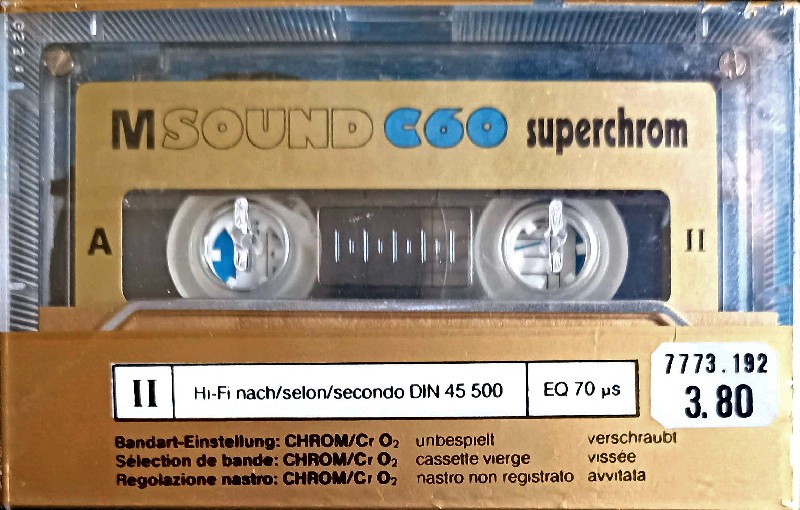 M SOUND C60 superchrom
A II
7773.192
3.80
II Hi-Fi nach/selon/secondo DIN 45 500 EQ 70 µs
Bandart-Einstellung: CHROM/Cr O₂ unbespielt verschraubt
Sélection de bande: CHROM/Cr O₂ cassette vierge vissée
Regolazione nastro: CHROM/Cr O₂ nastro non registrato avvitata